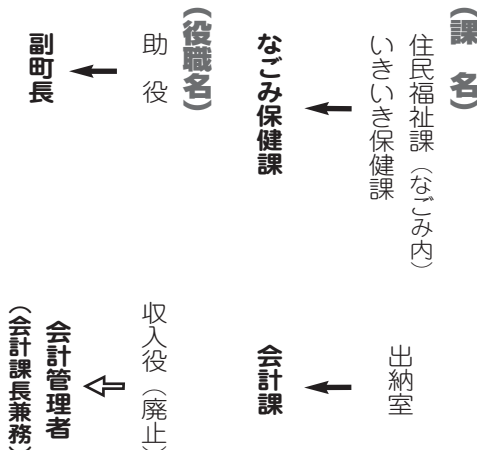 （課　名）
住民福祉課（なごみ内）
いきいき保健課
なごみ保健課
出納室
会計課
（役職名）
助　役
副町長
収入役（廃止）
会計管理者
（会計課長兼務）